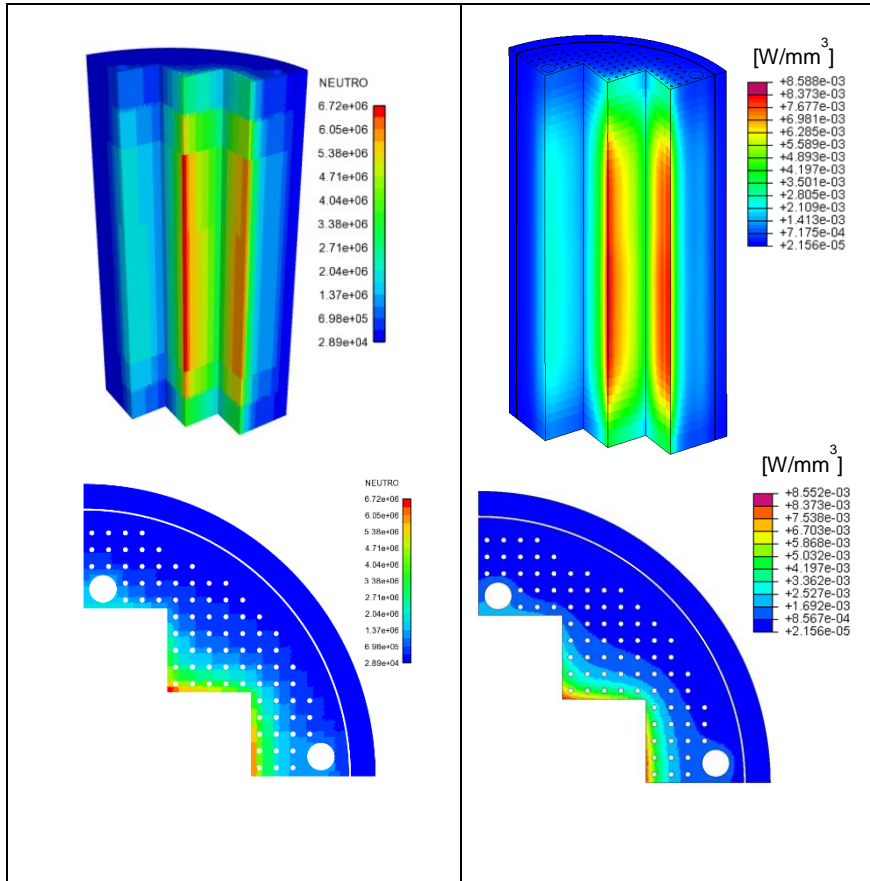 NEUTRO
6.72e+06
6.05e+06
5.38e+06
4.71e+06
4.04e+06
3.38e+06
2.71e+06
2.04e+06
1.37e+06
6.98e+05
2.89e+04
[W/mm³]
+8.588e-03
+8.373e-03
+7.677e-03
+6.981e-03
+6.285e-03
+5.589e-03
+4.893e-03
+4.197e-03
+3.501e-03
+2.805e-03
+2.109e-03
+1.413e-03
+7.175e-04
+2.156e-05
NEUTRO
6.72e+06
6.05e+06
5.38e+06
4.71e+06
4.04e+06
3.38e+06
2.71e+06
2.04e+06
1.37e+06
6.98e+05
2.89e+04
[W/mm³]
+8.552e-03
+8.373e-03
+7.538e-03
+6.703e-03
+5.868e-03
+5.032e-03
+4.197e-03
+3.362e-03
+2.527e-03
+1.692e-03
+8.567e-04
+2.156e-05